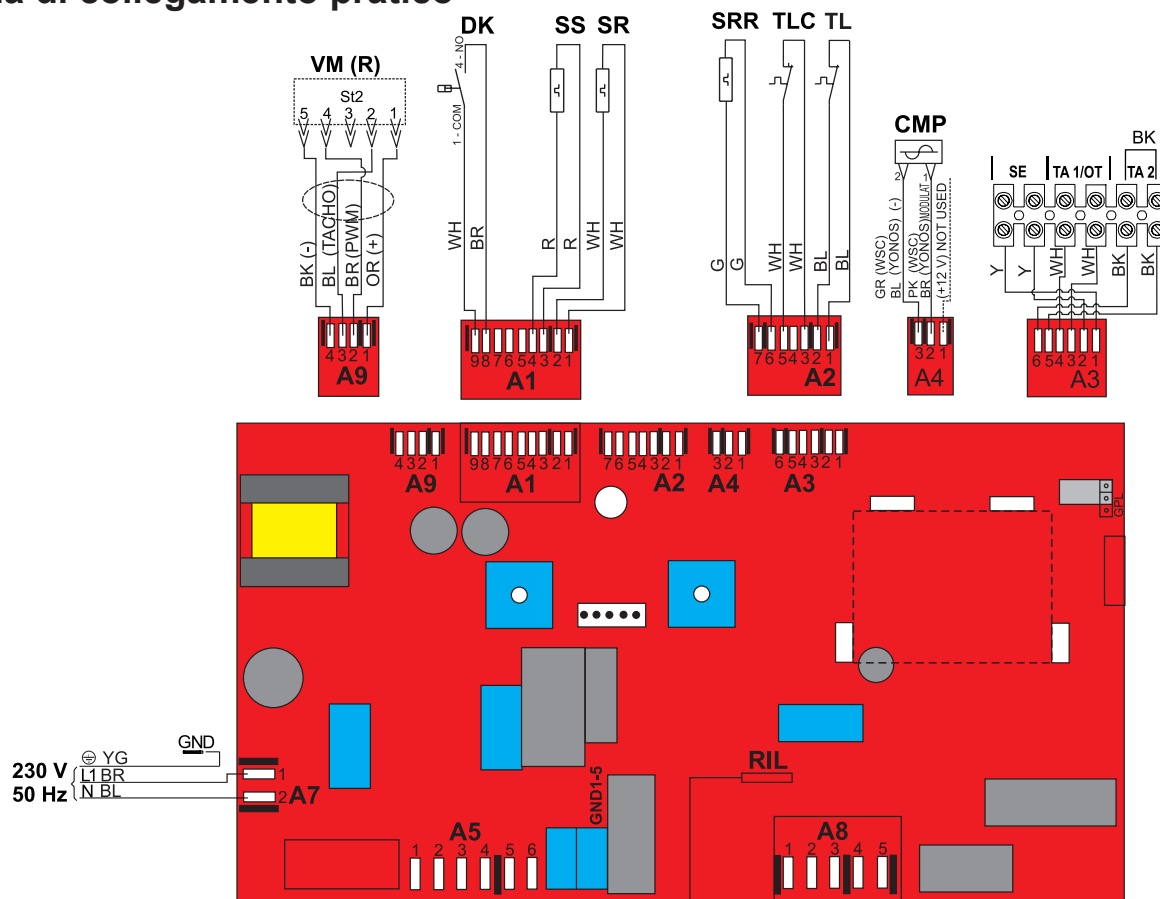 di collegamento pratico
DK SS SR SRR TLC TL
VM (R)
St2
5 4 3 2 1
4 - NO
1 - COM
CMP
2 1
BK
SE TA 1/OT TA 2
BK (-)
BL (TACHO)
BR (PWM)
OR (+)
WH
BR
R
R
WH
WH
G
G
WH
WH
BL
BL
GR (WSC)
BL (YONOS) (-)
PK (WSC)
BR (YONOS) MODULAT
(+12 V) NOT USED
Y
Y
WH
WH
BK
BK
4 3 2 1
A9
9 8 7 6 5 4 3 2 1
A1
7 6 5 4 3 2 1
A2
3 2 1
A4
6 5 4 3 2 1
A3
4 3 2 1
A9
9 8 7 6 5 4 3 2 1
A1
7 6 5 4 3 2 1
A2
3 2 1
A4
6 5 4 3 2 1
A3
GPL
GND
YG
230 V L1 BR 1
50 Hz N BL 2 A7
RIL
GND1-5
A5
1 2 3 4 5 6
A8
1 2 3 4 5